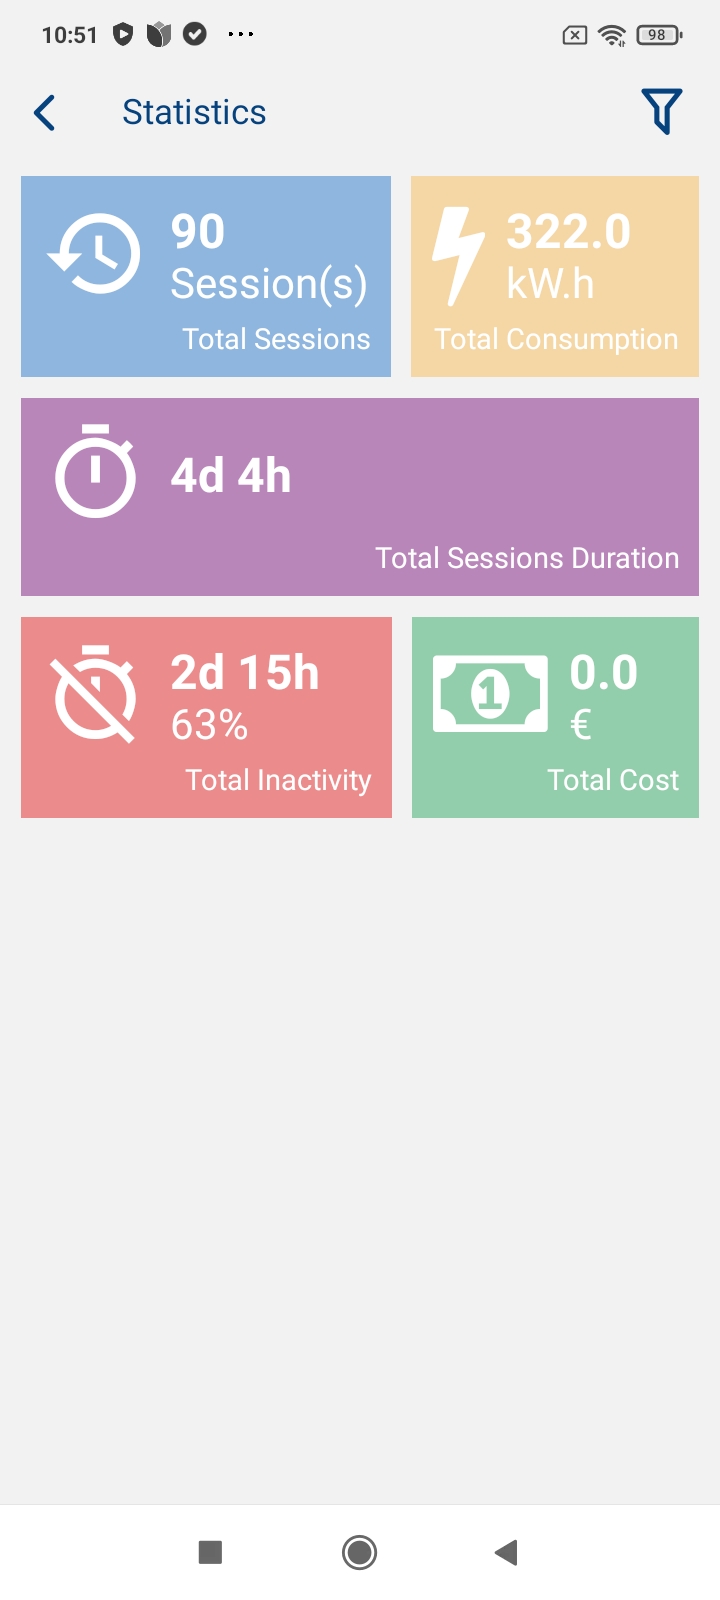 10:51
98
Statistics
90
Session(s)
Total Sessions
322.0
kW.h
Total Consumption
4d 4h
Total Sessions Duration
2d 15h
63%
Total Inactivity
1
0.0
€
Total Cost